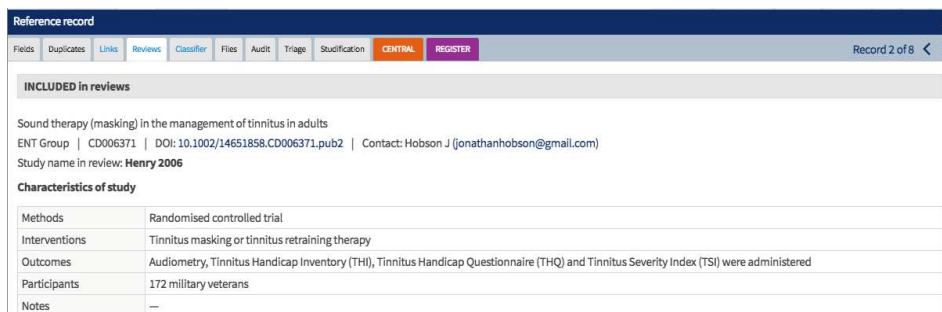 Reference record
Fields Duplicates Links Reviews Classifier Files Audit Triage Studification CENTRAL REGISTER Record 2 of 8 <
INCLUDED in reviews
Sound therapy (masking) in the management of tinnitus in adults
ENT Group | CD006371 | DOI: 10.1002/14651858.CD006371.pub2 | Contact: Hobson J (jonathanhobson@gmail.com)
Study name in review: Henry 2006
Characteristics of study
Methods Randomised controlled trial
Interventions Tinnitus masking or tinnitus retraining therapy
Outcomes Audiometry, Tinnitus Handicap Inventory (THI), Tinnitus Handicap Questionnaire (THQ) and Tinnitus Severity Index (TSI) were administered
Participants 172 military veterans
Notes —